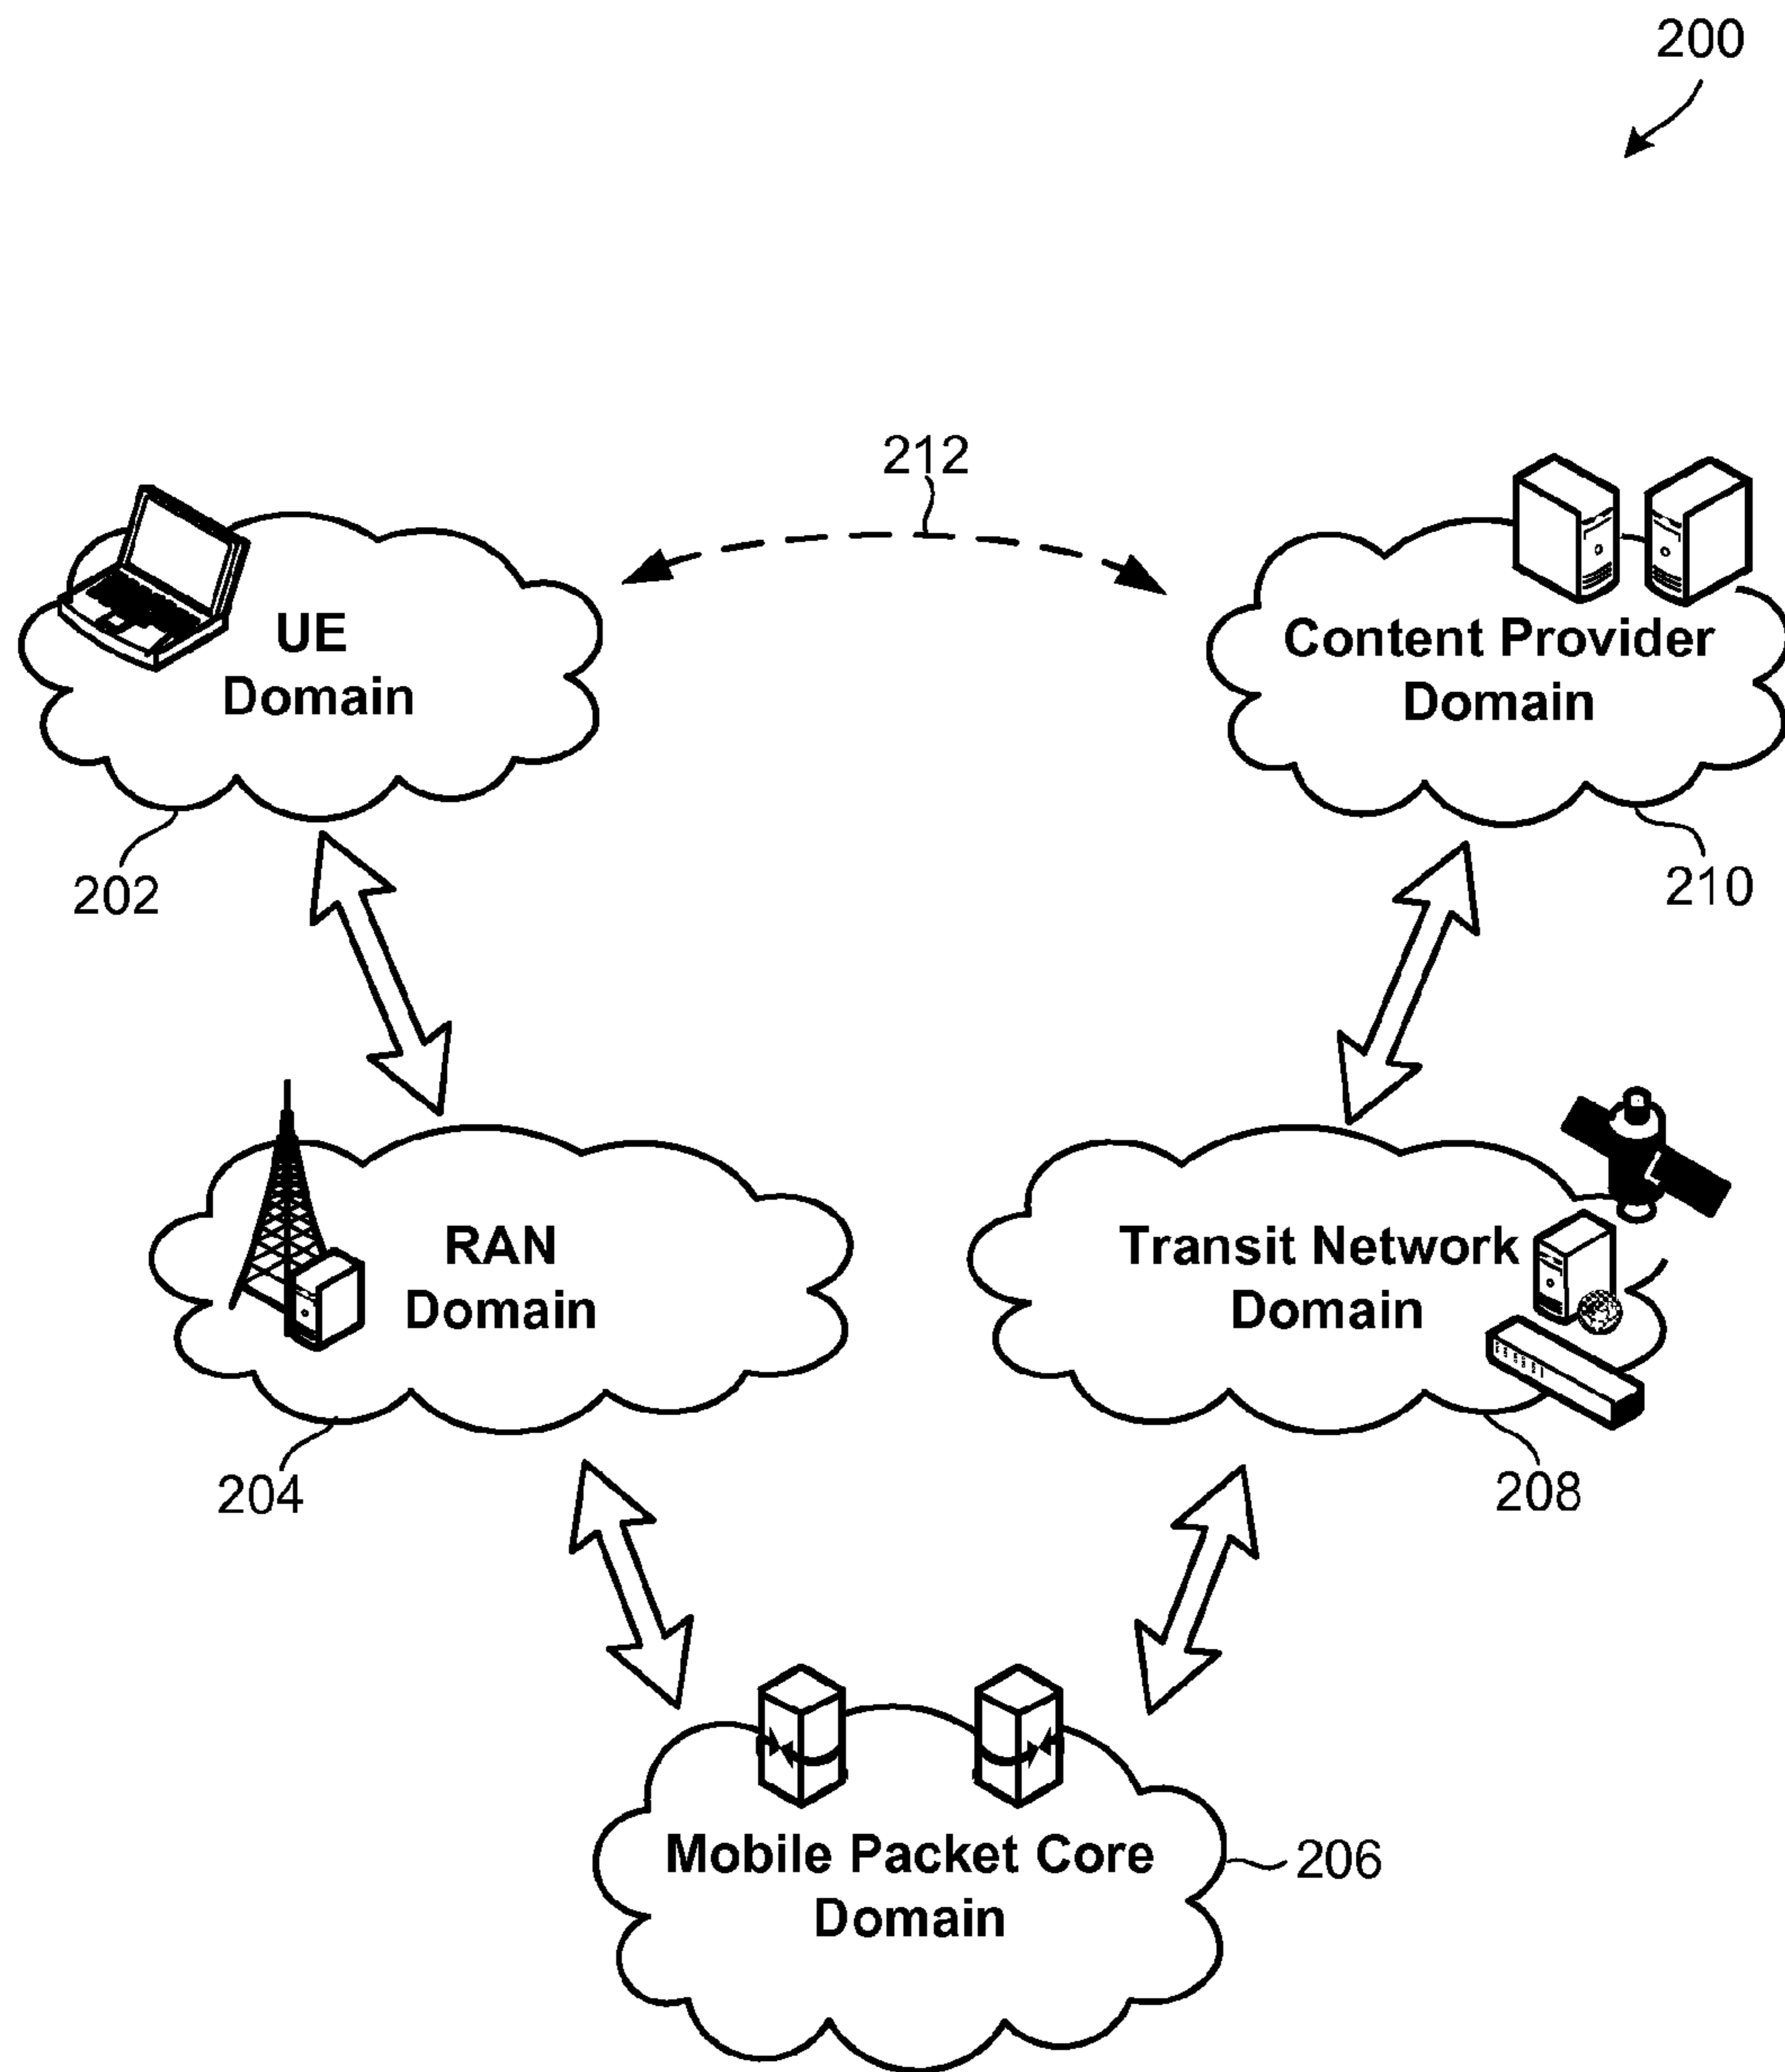 200
212
UE
Domain
Content Provider
Domain
202
210
RAN
Domain
Transit Network
Domain
204
208
Mobile Packet Core
Domain
206